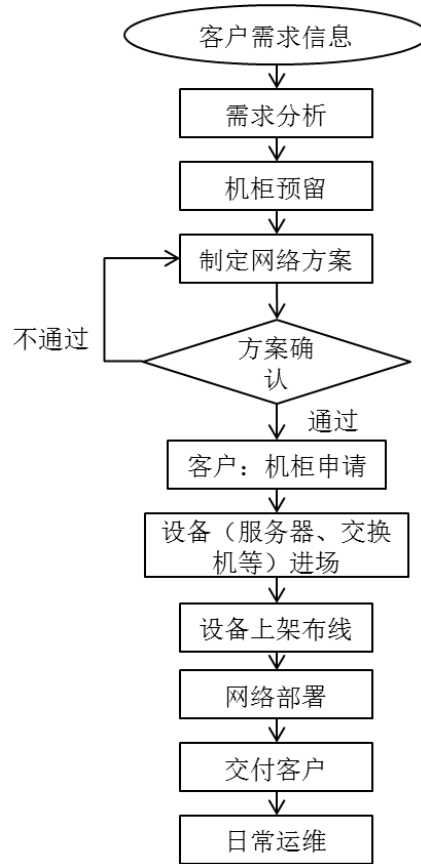 客户需求信息
需求分析
机柜预留
制定网络方案
不通过
方案确
认
通过
客户：机柜申请
设备（服务器、交换
机等）进场
设备上架布线
网络部署
交付客户
日常运维